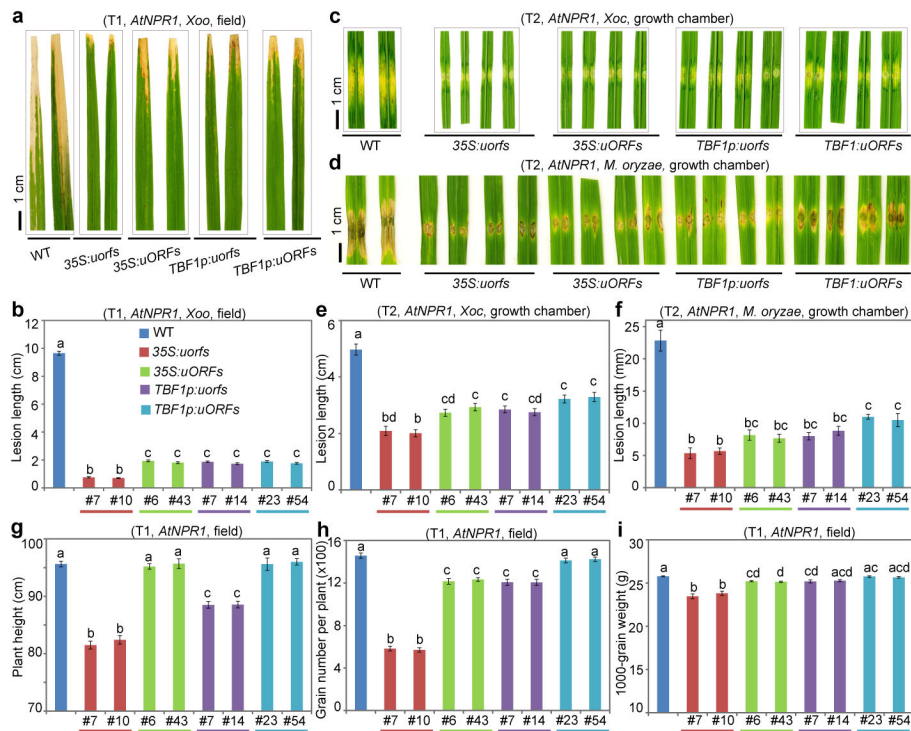 a
(T1, AtNPR1, Xoo, field)
1 cm
WT
35S:uorfs
35S:uORFs
TBF1p:uorfs
TBF1p:uORFs
c
(T2, AtNPR1, Xoc, growth chamber)
1 cm
WT
35S:uorfs
35S:uORFs
TBF1p:uorfs
TBF1:uORFs
d
(T2, AtNPR1, M. oryzae, growth chamber)
1 cm
WT
35S:uorfs
35S:uORFs
TBF1p:uorfs
TBF1:uORFs
b
(T1, AtNPR1, Xoo, field)
Lesion length (cm)
12
10
8
6
4
2
0
a
b b c c c c c c
WT
35S:uorfs
35S:uORFs
TBF1p:uorfs
TBF1p:uORFs
#7 #10 #6 #43 #7 #14 #23 #54
e
(T2, AtNPR1, Xoc, growth chamber)
Lesion length (cm)
6
4
2
0
a
bd b cd c c cd c c
#7 #10 #6 #43 #7 #14 #23 #54
f
(T2, AtNPR1, M. oryzae, growth chamber)
Lesion length (mm)
25
20
15
10
5
0
a
b b bc bc bc bc c c
#7 #10 #6 #43 #7 #14 #23 #54
g
(T1, AtNPR1, field)
Plant height (cm)
100
95
90
80
70
a b b a a c c a a
#7 #10 #6 #43 #7 #14 #23 #54
h
(T1, AtNPR1, field)
Grain number per plant (x100)
16
12
8
4
0
a b b c c c c a a
#7 #10 #6 #43 #7 #14 #23 #54
i
(T1, AtNPR1, field)
1000-grain weight (g)
30
25
20
15
10
a b b cd d cd acd ac acd
#7 #10 #6 #43 #7 #14 #23 #54